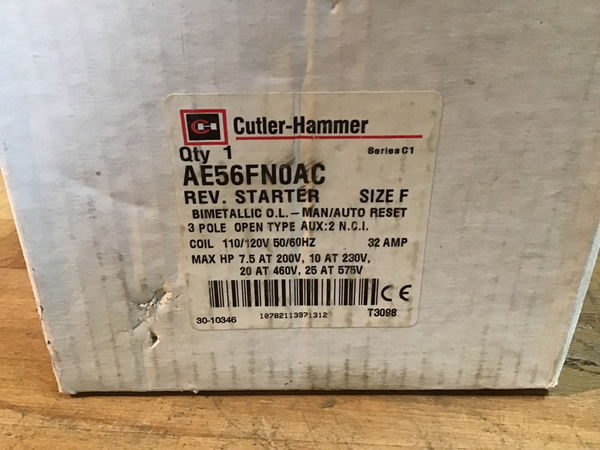 CH Cutler-Hammer
Qty 1 Series C1
AE56FN0AC
REV. STARTER SIZE F
BIMETALLIC O.L. – MAN/AUTO RESET
3 POLE OPEN TYPE AUX:2 N.C.I.
COIL 110/120V 50/60HZ 32 AMP
MAX HP 7.5 AT 200V, 10 AT 230V,
20 AT 460V, 25 AT 575V
CE
30-10346 10782113971312 T3098